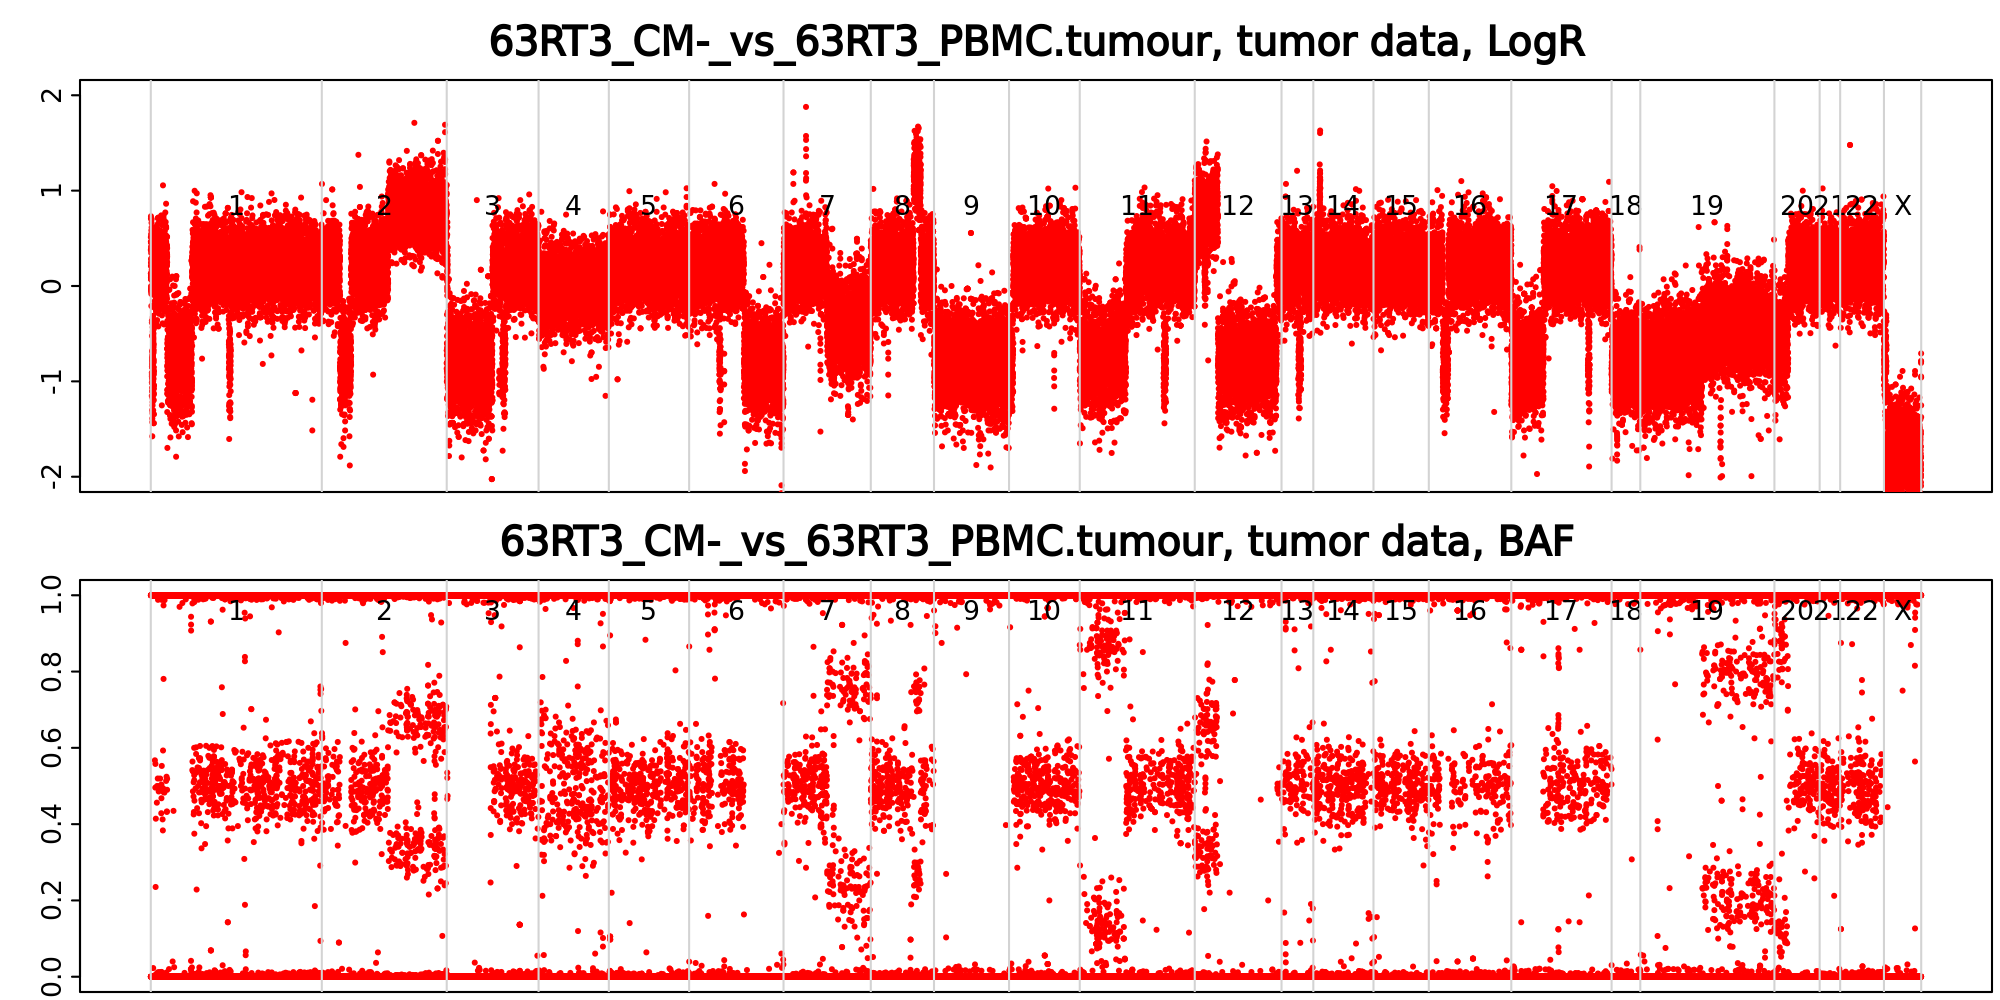 63RT3_CM-_vs_63RT3_PBMC.tumour, tumor data, LogR
2
1
0
-1
-2
1 2 3 4 5 6 7 8 9 10 11 12 13 14 15 16 17 18 19 20 21 22 X
63RT3_CM-_vs_63RT3_PBMC.tumour, tumor data, BAF
1.0
0.8
0.6
0.4
0.2
0.0
1 2 3 4 5 6 7 8 9 10 11 12 13 14 15 16 17 18 19 20 21 22 X